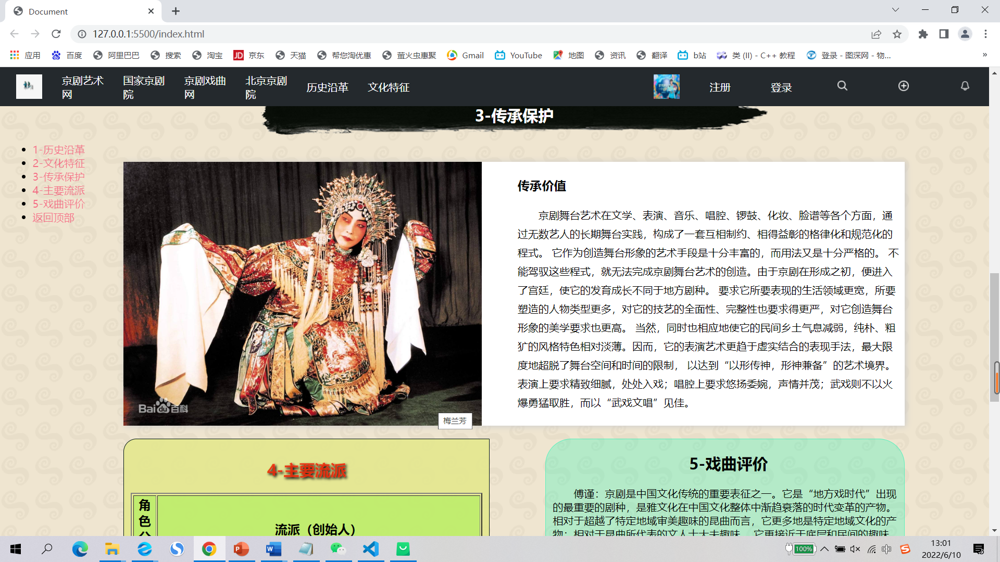 Document
127.0.0.1:5500/index.html
应用
百度
阿里巴巴
搜索
淘宝
JD 京东
天猫
帮您淘优惠
萤火虫惠聚
Gmail
YouTube
地图
资讯
翻译
b站
类 (II) - C++ 教程
登录 - 图深网 - 物...
»
京剧艺术
网
国家京剧
院
京剧戏曲
网
北京京剧
院
历史沿革
文化特征
注册
登录
3-传承保护
1-历史沿革
2-文化特征
3-传承保护
4-主要流派
5-戏曲评价
返回顶部
Bai百科
梅兰芳
传承价值
京剧舞台艺术在文学、表演、音乐、唱腔、锣鼓、化妆、脸谱等各个方面，通
过无数艺人的长期舞台实践，构成了一套互相制约、相得益彰的格律化和规范化的
程式。 它作为创造舞台形象的艺术手段是十分丰富的，而用法又是十分严格的。 不
能驾驭这些程式，就无法完成京剧舞台艺术的创造。由于京剧在形成之初，便进入
了宫廷，使它的发育成长不同于地方剧种。 要求它所要表现的生活领域更宽，所要
塑造的人物类型更多，对它的技艺的全面性、完整性也要求得更严，对它创造舞台
形象的美学要求也更高。 当然，同时也相应地使它的民间乡土气息减弱，纯朴、粗
犷的风格特色相对淡薄。因而，它的表演艺术更趋于虚实结合的表现手法，最大限
度地超脱了舞台空间和时间的限制， 以达到“以形传神，形神兼备”的艺术境界。
表演上要求精致细腻，处处入戏；唱腔上要求悠扬委婉，声情并茂；武戏则不以火
爆勇猛取胜，而以“武戏文唱”见佳。
4-主要流派
角
色
流派（创始人）
5-戏曲评价
傅谨：京剧是中国文化传统的重要表征之一。它是“地方戏时代”出现
的最重要的剧种，是雅文化在中国文化整体中渐趋衰落的时代变革的产物。
相对于超越了特定地域审美趣味的昆曲而言，它更多地是特定地域文化的产
物；相对于昆曲所代表的文人士大夫趣味， 它更接近于底层和民间的趣味。
100%
中
13:01
2022/6/10